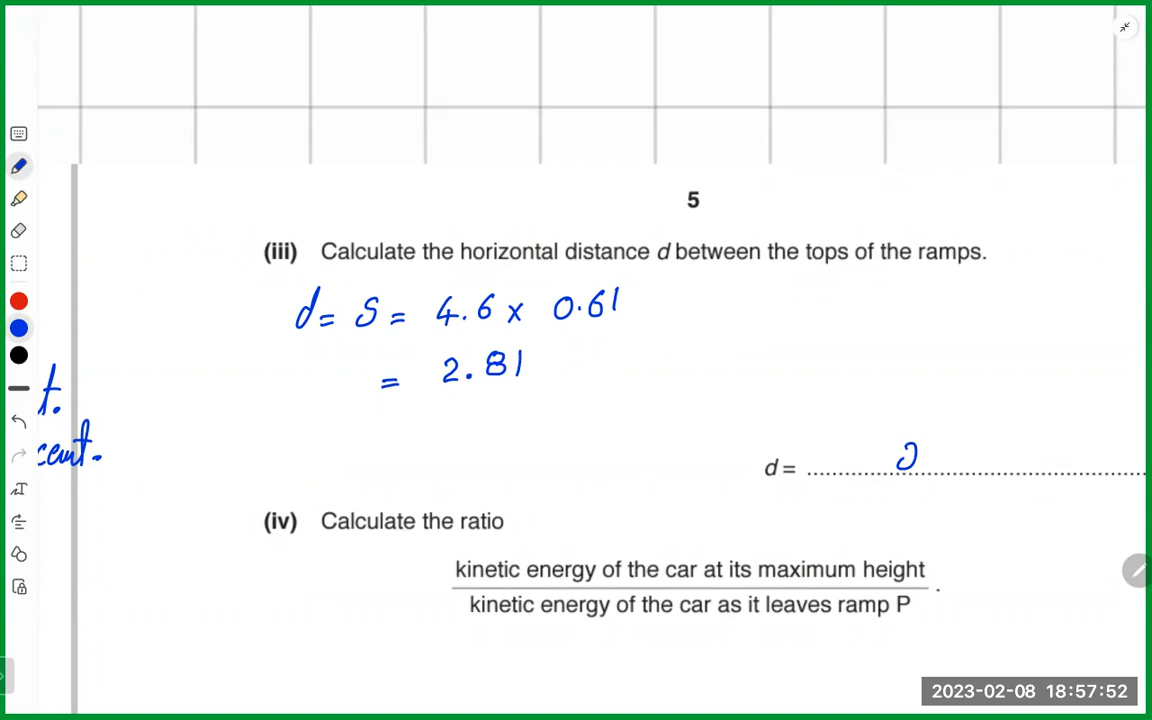 5
(iii) Calculate the horizontal distance d between the tops of the ramps.
d = S = 4.6 x 0.61
= 2.81
t.
cent.
d = ........................................................
(iv) Calculate the ratio
kinetic energy of the car at its maximum height
kinetic energy of the car as it leaves ramp P
.
2023-02-08 18:57:52